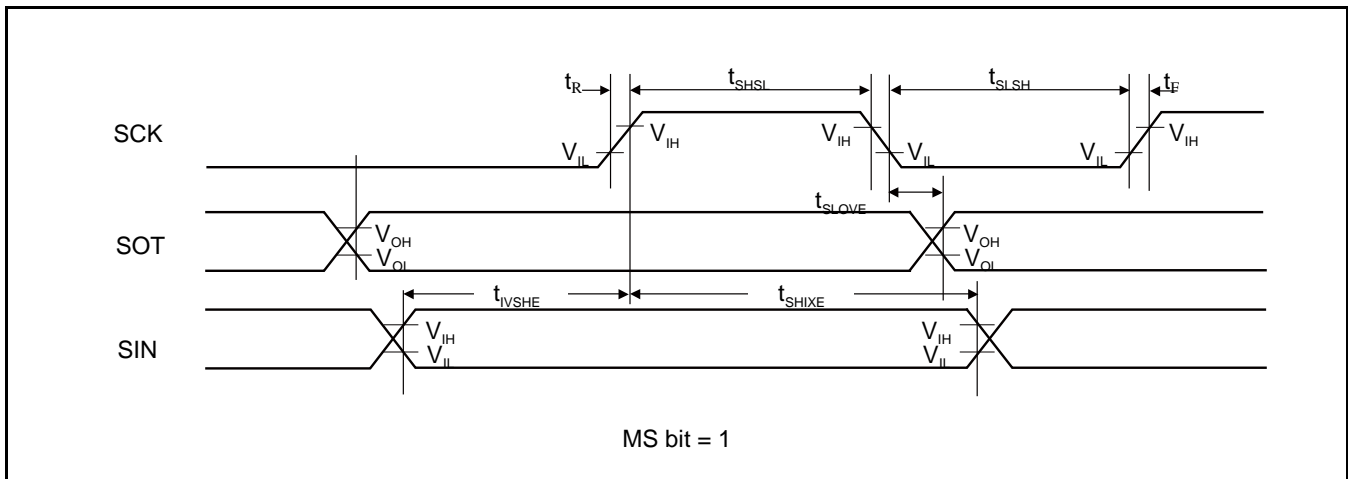 tR tSHSL tSLSH tF
SCK VIL VIH VIH VIL VIL VIH
tSLOVE
SOT VOH VOL VOH VOL
tIVSHE tSHIXE
SIN VIH VIL VIH VIL
MS bit = 1